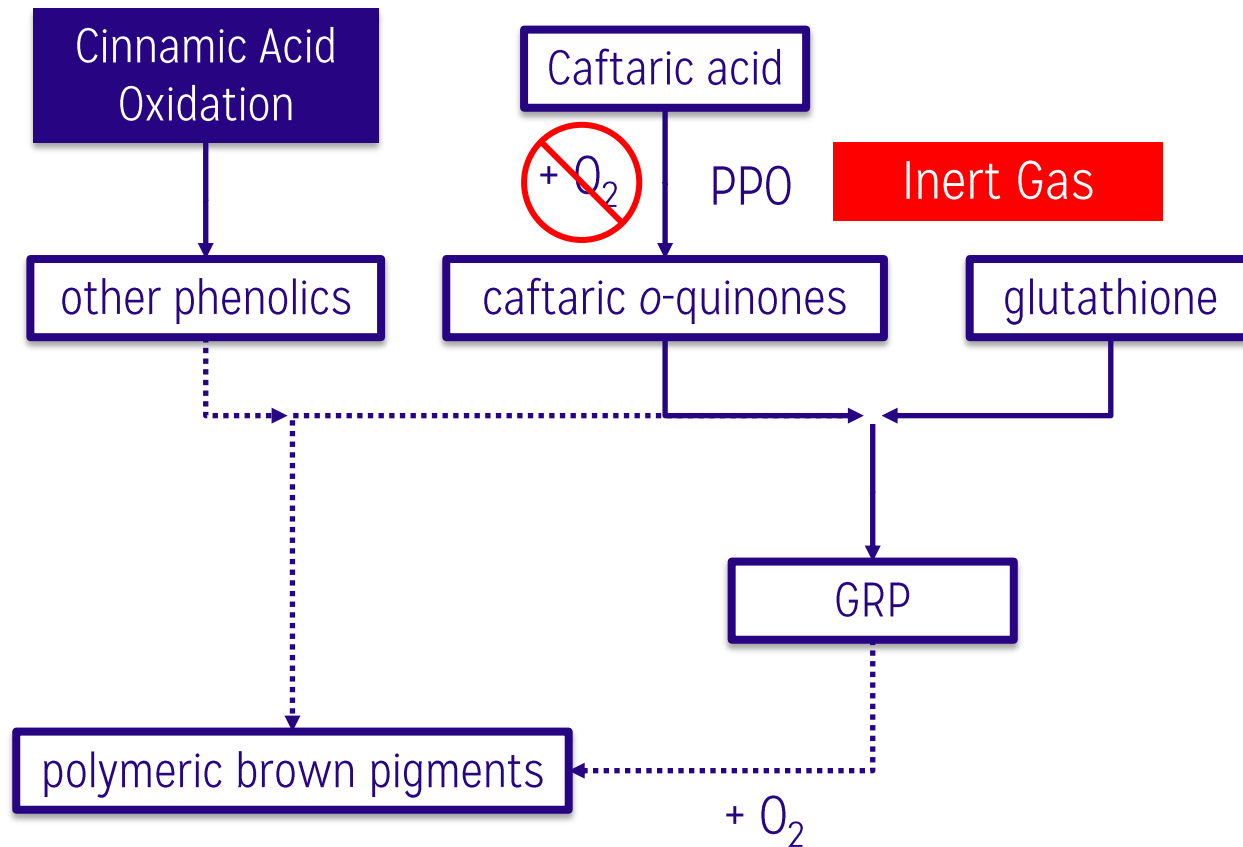 Cinnamic Acid
Oxidation
Caftaric acid
+ O₂
PPO
Inert Gas
other phenolics
caftaric o-quinones
glutathione
GRP
polymeric brown pigments
+ O₂